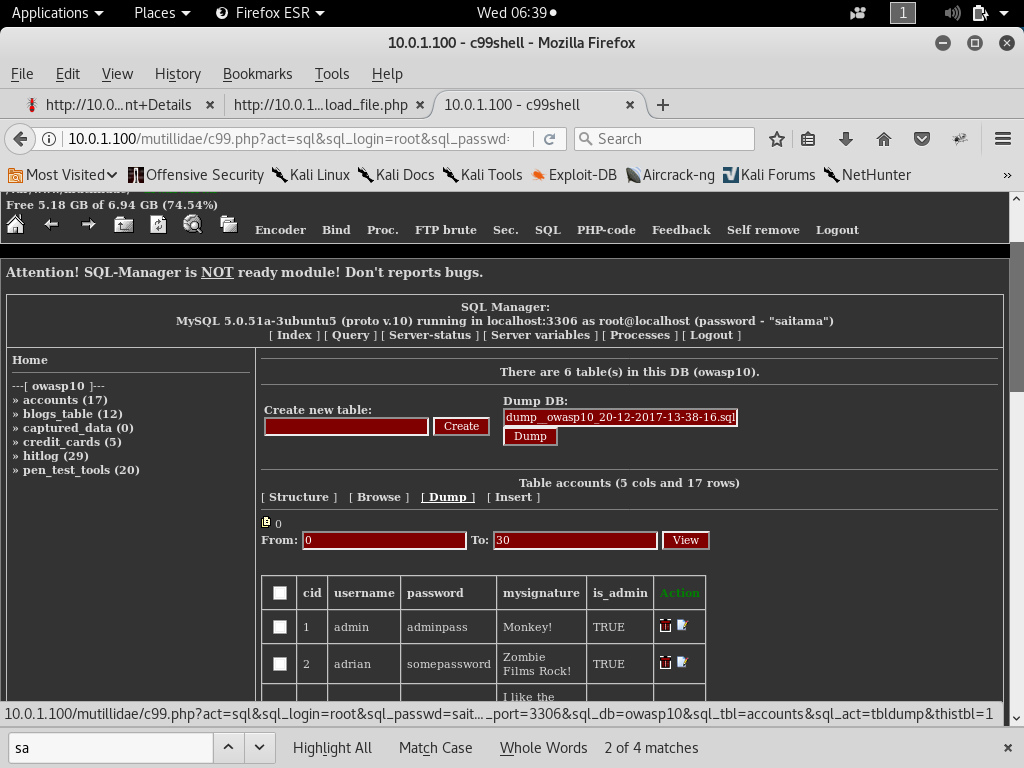 Applications Places Firefox ESR Wed 06:39 1
10.0.1.100 - c99shell - Mozilla Firefox
File Edit View History Bookmarks Tools Help
http://10.0...nt+Details http://10.0.1...load_file.php 10.0.1.100 - c99shell
10.0.1.100/mutillidae/c99.php?act=sql&sql_login=root&sql_passwd= Search
Most Visited Offensive Security Kali Linux Kali Docs Kali Tools Exploit-DB Aircrack-ng Kali Forums NetHunter »
Free 5.18 GB of 6.94 GB (74.54%)
Encoder Bind Proc. FTP brute Sec. SQL PHP-code Feedback Self remove Logout
Attention! SQL-Manager is NOT ready module! Don't reports bugs.
SQL Manager:
MySQL 5.0.51a-3ubuntu5 (proto v.10) running in localhost:3306 as root@localhost (password - "saitama")
[ Index ] [ Query ] [ Server-status ] [ Server variables ] [ Processes ] [ Logout ]
Home
---[ owasp10 ]---
» accounts (17)
» blogs_table (12)
» captured_data (0)
» credit_cards (5)
» hitlog (29)
» pen_test_tools (20)
There are 6 table(s) in this DB (owasp10).
Create new table:
Create
Dump DB:
dump__owasp10_20-12-2017-13-38-16.sql
Dump
Table accounts (5 cols and 17 rows)
[ Structure ] [ Browse ] [ Dump ] [ Insert ]
0
From: 0 To: 30 View
cid username password mysignature is_admin Action
1 admin adminpass Monkey! TRUE
2 adrian somepassword Zombie Films Rock! TRUE
I like the
10.0.1.100/mutillidae/c99.php?act=sql&sql_login=root&sql_passwd=sait..._port=3306&sql_db=owasp10&sql_tbl=accounts&sql_act=tbldump&thistbl=1
sa Highlight All Match Case Whole Words 2 of 4 matches